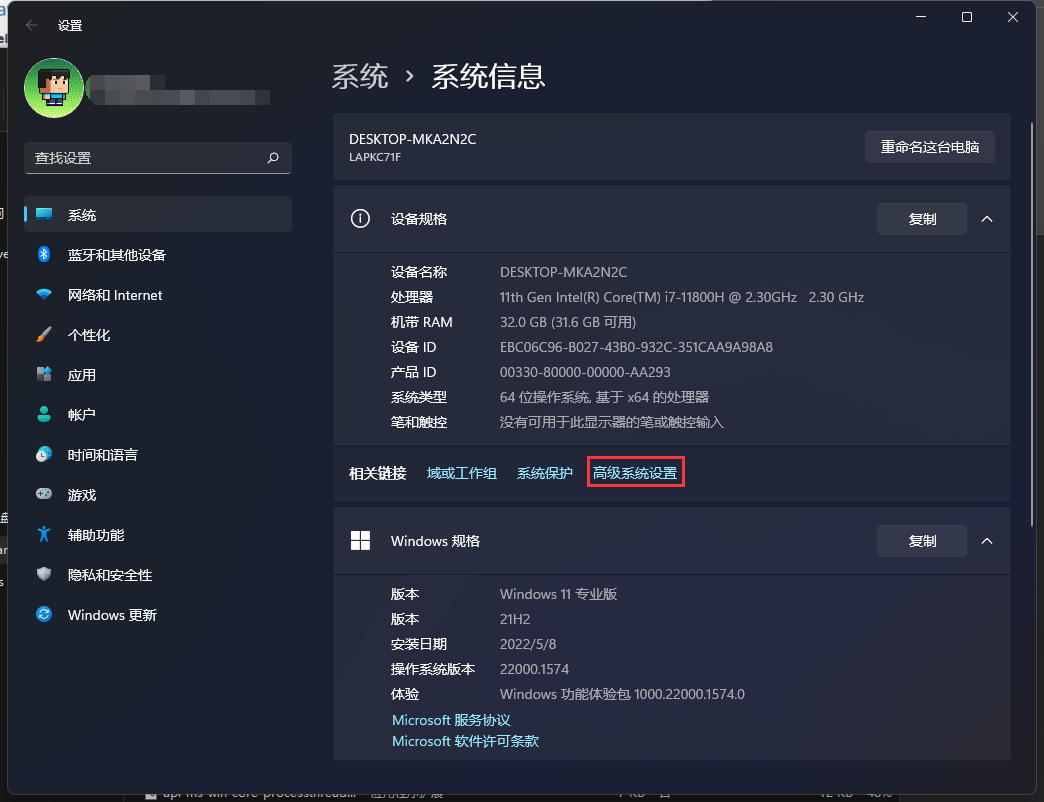 设置
系统 › 系统信息
查找设置
系统
蓝牙和其他设备
网络和 Internet
个性化
应用
帐户
时间和语言
游戏
辅助功能
隐私和安全性
Windows 更新
DESKTOP-MKA2N2C
LAPKC71F
重命名这台电脑
设备规格
复制
设备名称 DESKTOP-MKA2N2C
处理器 11th Gen Intel(R) Core(TM) i7-11800H @ 2.30GHz 2.30 GHz
机带 RAM 32.0 GB (31.6 GB 可用)
设备 ID EBC06C96-B027-43B0-932C-351CAA9A98A8
产品 ID 00330-80000-00000-AA293
系统类型 64 位操作系统, 基于 x64 的处理器
笔和触控 没有可用于此显示器的笔或触控输入
相关链接 域或工作组 系统保护 高级系统设置
Windows 规格
复制
版本 Windows 11 专业版
版本 21H2
安装日期 2022/5/8
操作系统版本 22000.1574
体验 Windows 功能体验包 1000.22000.1574.0
Microsoft 服务协议
Microsoft 软件许可条款